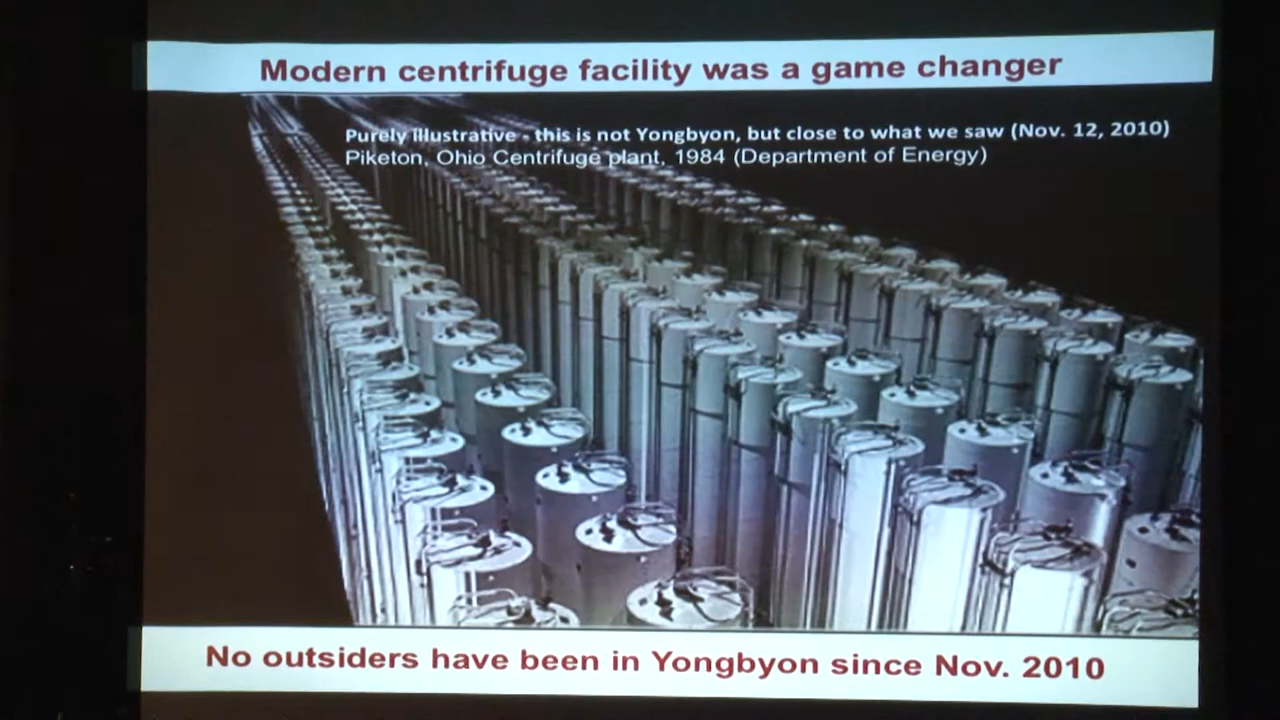 Modern centrifuge facility was a game changer
Purely illustrative - this is not Yongbyon, but close to what we saw (Nov. 12, 2010)
Piketon, Ohio Centrifuge plant, 1984 (Department of Energy)
No outsiders have been in Yongbyon since Nov. 2010